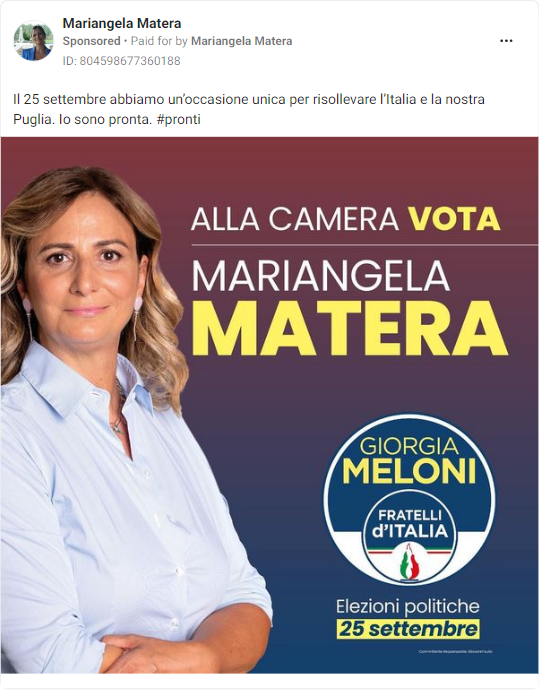 Mariangela Matera
Sponsored • Paid for by Mariangela Matera
ID: 804598677360188
Il 25 settembre abbiamo un'occasione unica per risollevare l'Italia e la nostra
Puglia. Io sono pronta. #pronti
ALLA CAMERA VOTA
MARIANGELA
MATERA
GIORGIA
MELONI
FRATELLI
d'ITALIA
Elezioni politiche
25 settembre